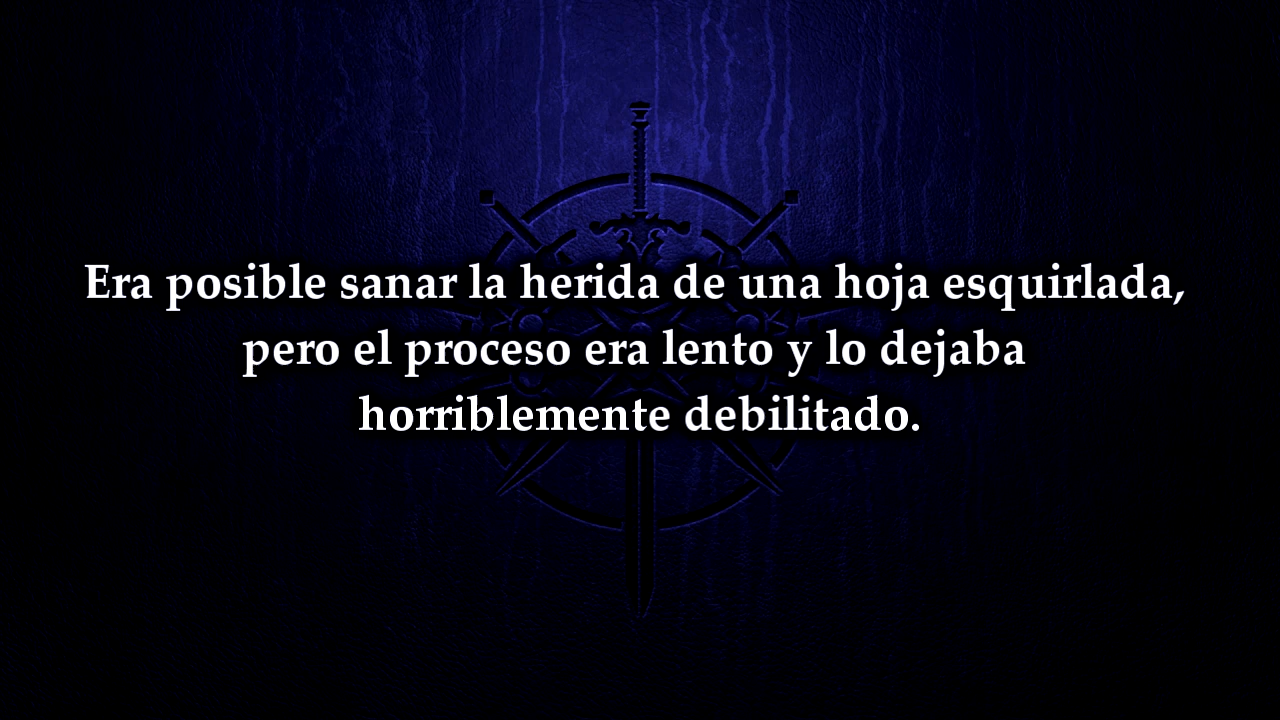 Era posible sanar la herida de una hoja esquirlada,
pero el proceso era lento y lo dejaba
horriblemente debilitado.